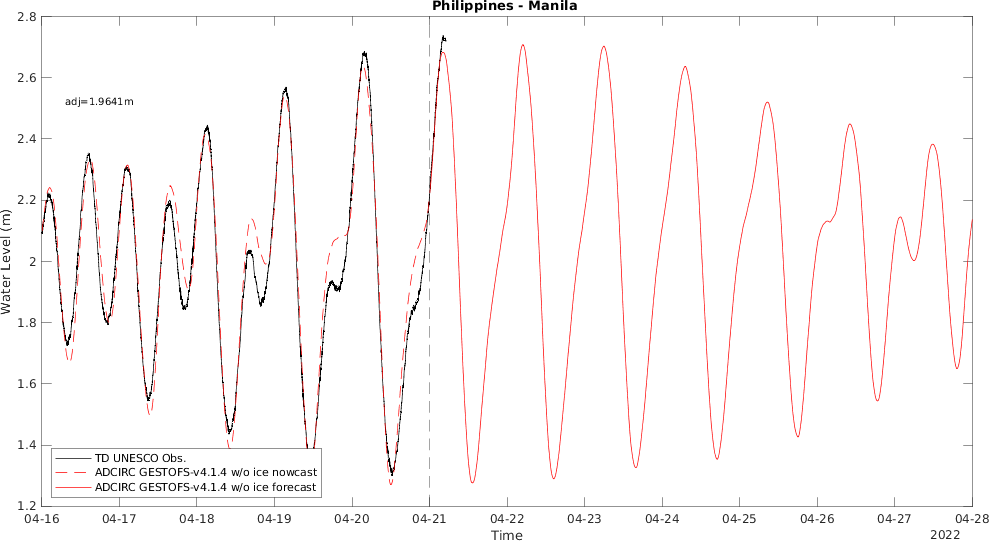 Philippines - Manila
2.8
2.6
2.4
2.2
2
1.8
1.6
1.4
1.2
Water Level (m)
adj=1.9641m
TD UNESCO Obs.
ADCIRC GESTOFS-v4.1.4 w/o ice nowcast
ADCIRC GESTOFS-v4.1.4 w/o ice forecast
04-16 04-17 04-18 04-19 04-20 04-21 04-22 04-23 04-24 04-25 04-26 04-27 04-28
Time
2022